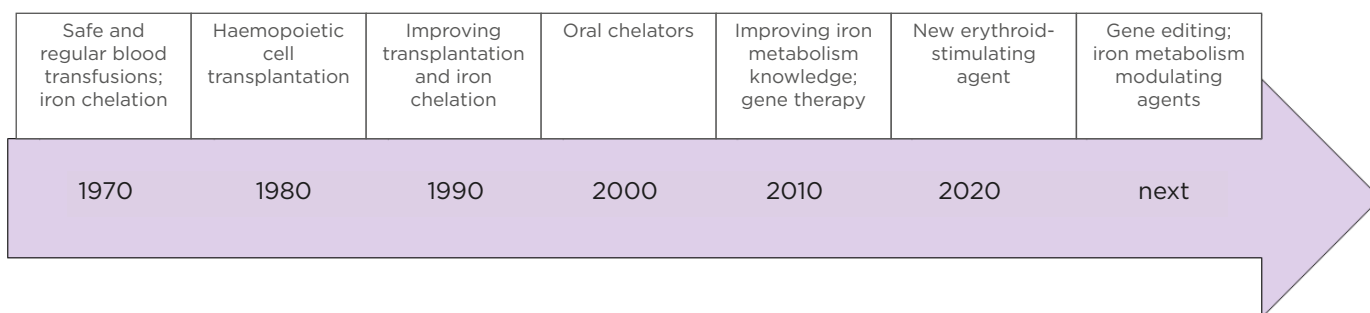 Safe and
regular blood
transfusions;
iron chelation
Haemopoietic
cell
transplantation
Improving
transplantation
and iron
chelation
Oral chelators
Improving iron
metabolism
knowledge;
gene therapy
New erythroid-
stimulating
agent
Gene editing;
iron metabolism
modulating
agents
1970
1980
1990
2000
2010
2020
next